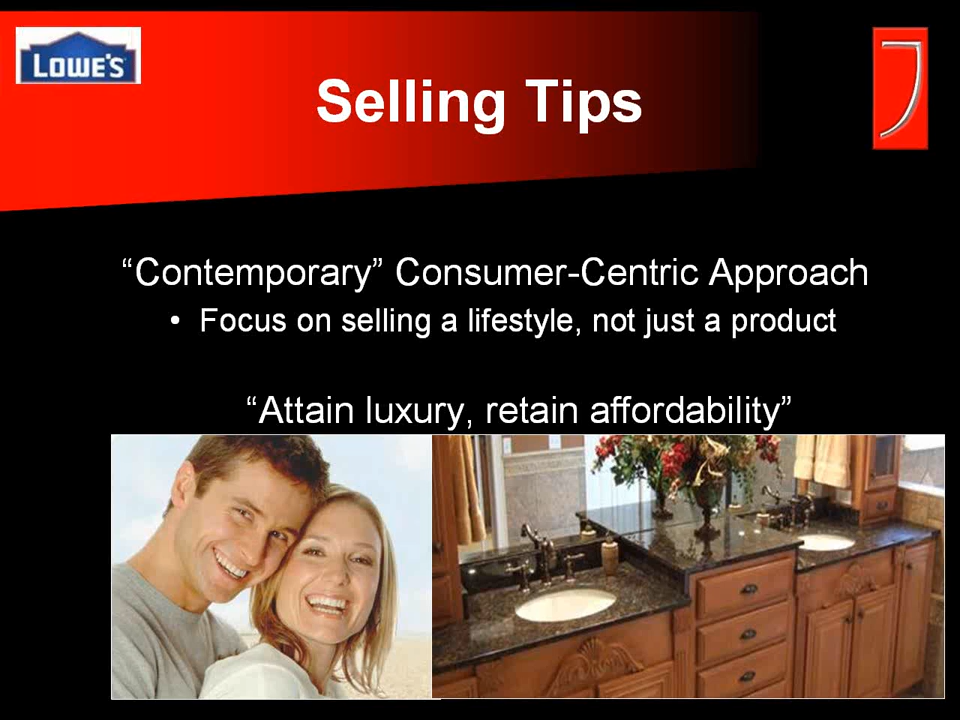 LOWE'S
Selling Tips
“Contemporary” Consumer-Centric Approach
• Focus on selling a lifestyle, not just a product
“Attain luxury, retain affordability”